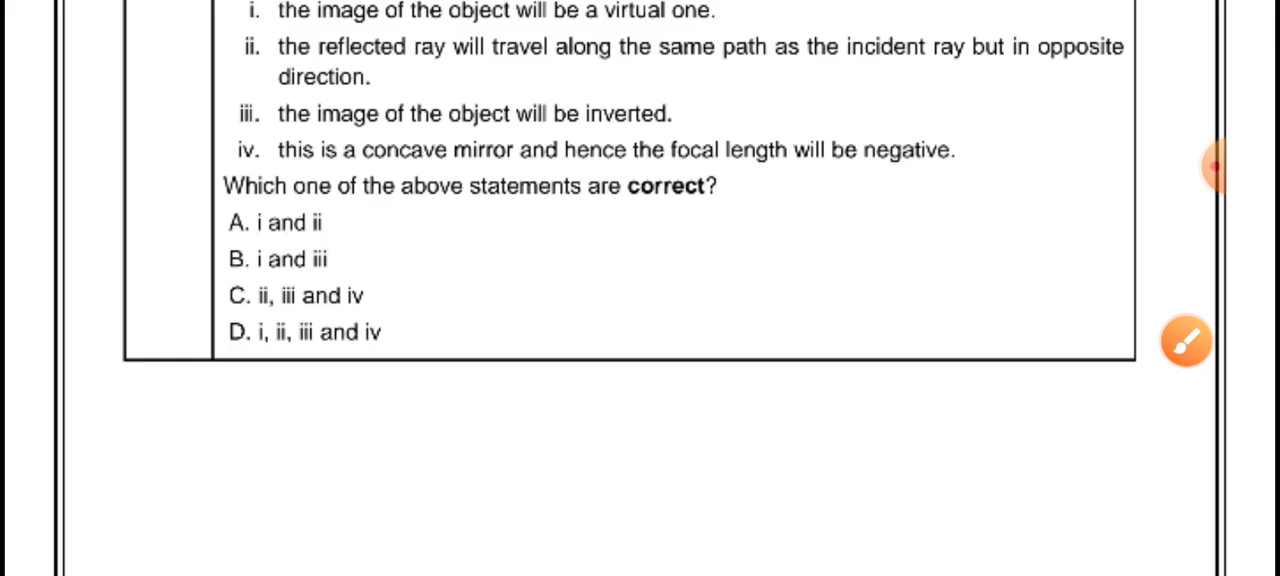 i. the image of the object will be a virtual one.
ii. the reflected ray will travel along the same path as the incident ray but in opposite
direction.
iii. the image of the object will be inverted.
iv. this is a concave mirror and hence the focal length will be negative.
Which one of the above statements are correct?
A. i and ii
B. i and iii
C. ii, iii and iv
D. i, ii, iii and iv